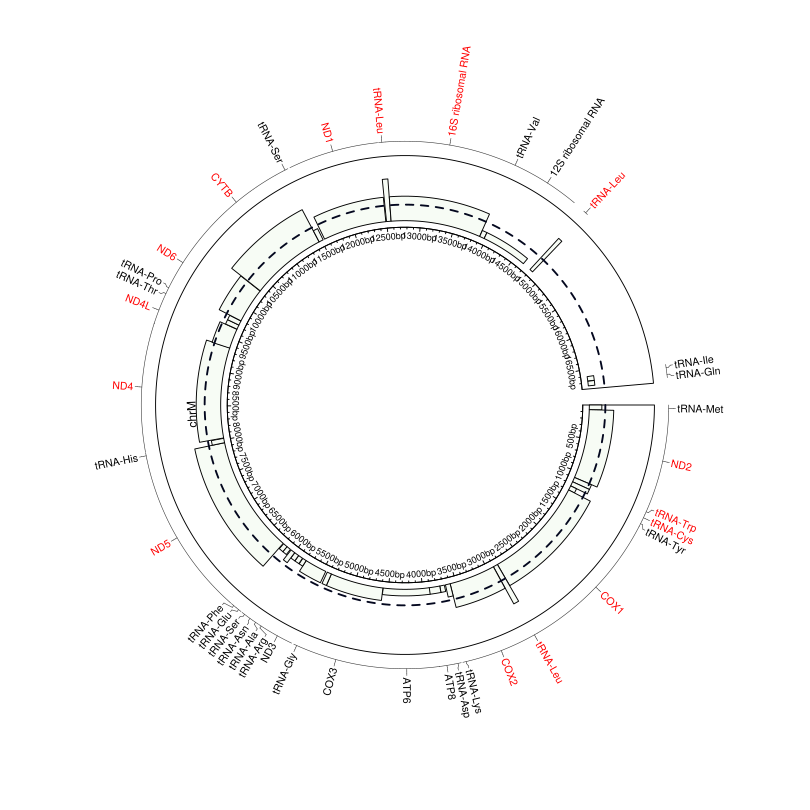 16S ribosomal RNA
tRNA-Leu
tRNA-Val
12S ribosomal RNA
ND1
tRNA-Ser
tRNA-Leu
CYTB
ND6
tRNA-Pro
tRNA-Thr
ND4L
ND4
tRNA-His
ND5
tRNA-Phe
tRNA-Glu
tRNA-Ser
tRNA-Asn
tRNA-Ala
tRNA-Arg
ND3
tRNA-Gly
COX3
ATP6
ATP8
tRNA-Asp
tRNA-Lys
COX2
tRNA-Leu
COX1
tRNA-Tyr
tRNA-Cys
tRNA-Trp
ND2
tRNA-Met
tRNA-Gln
tRNA-Ile
chrM
500bp
1000bp
1500bp
2000bp
2500bp
3000bp
3500bp
4000bp
4500bp
5000bp
5500bp
6000bp
6500bp
7000bp
7500bp
8000bp
8500bp
9000bp
9500bp
10000bp
10500bp
11000bp
11500bp
12000bp
12500bp
13000bp
13500bp
14000bp
14500bp
15000bp
15500bp
16000bp
16500bp